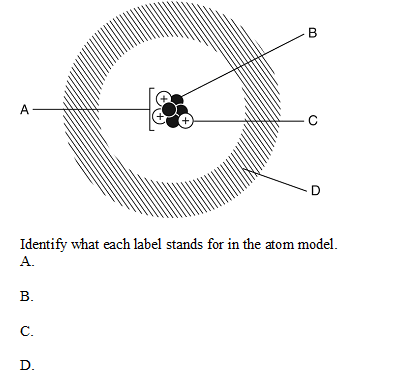 B
A
+
+
+
C
D
Identify what each label stands for in the atom model.
A.
B.
C.
D.